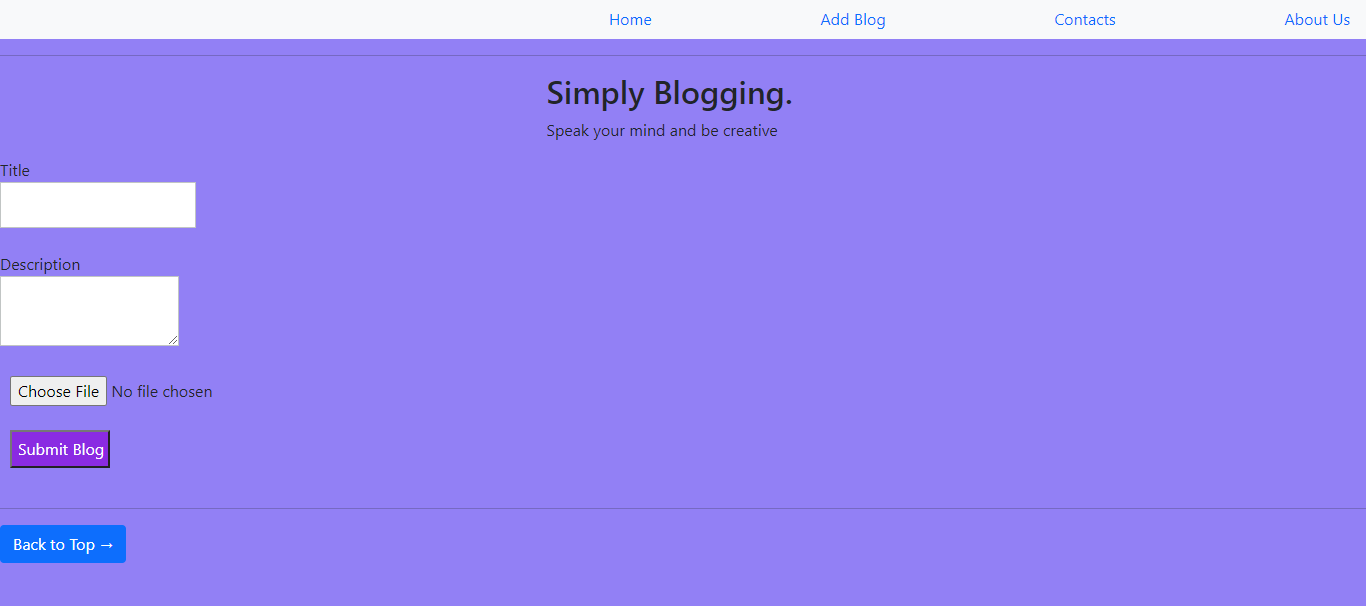 Home Add Blog Contacts About Us
Simply Blogging.
Speak your mind and be creative
Title
Description
Choose File No file chosen
Submit Blog
Back to Top →